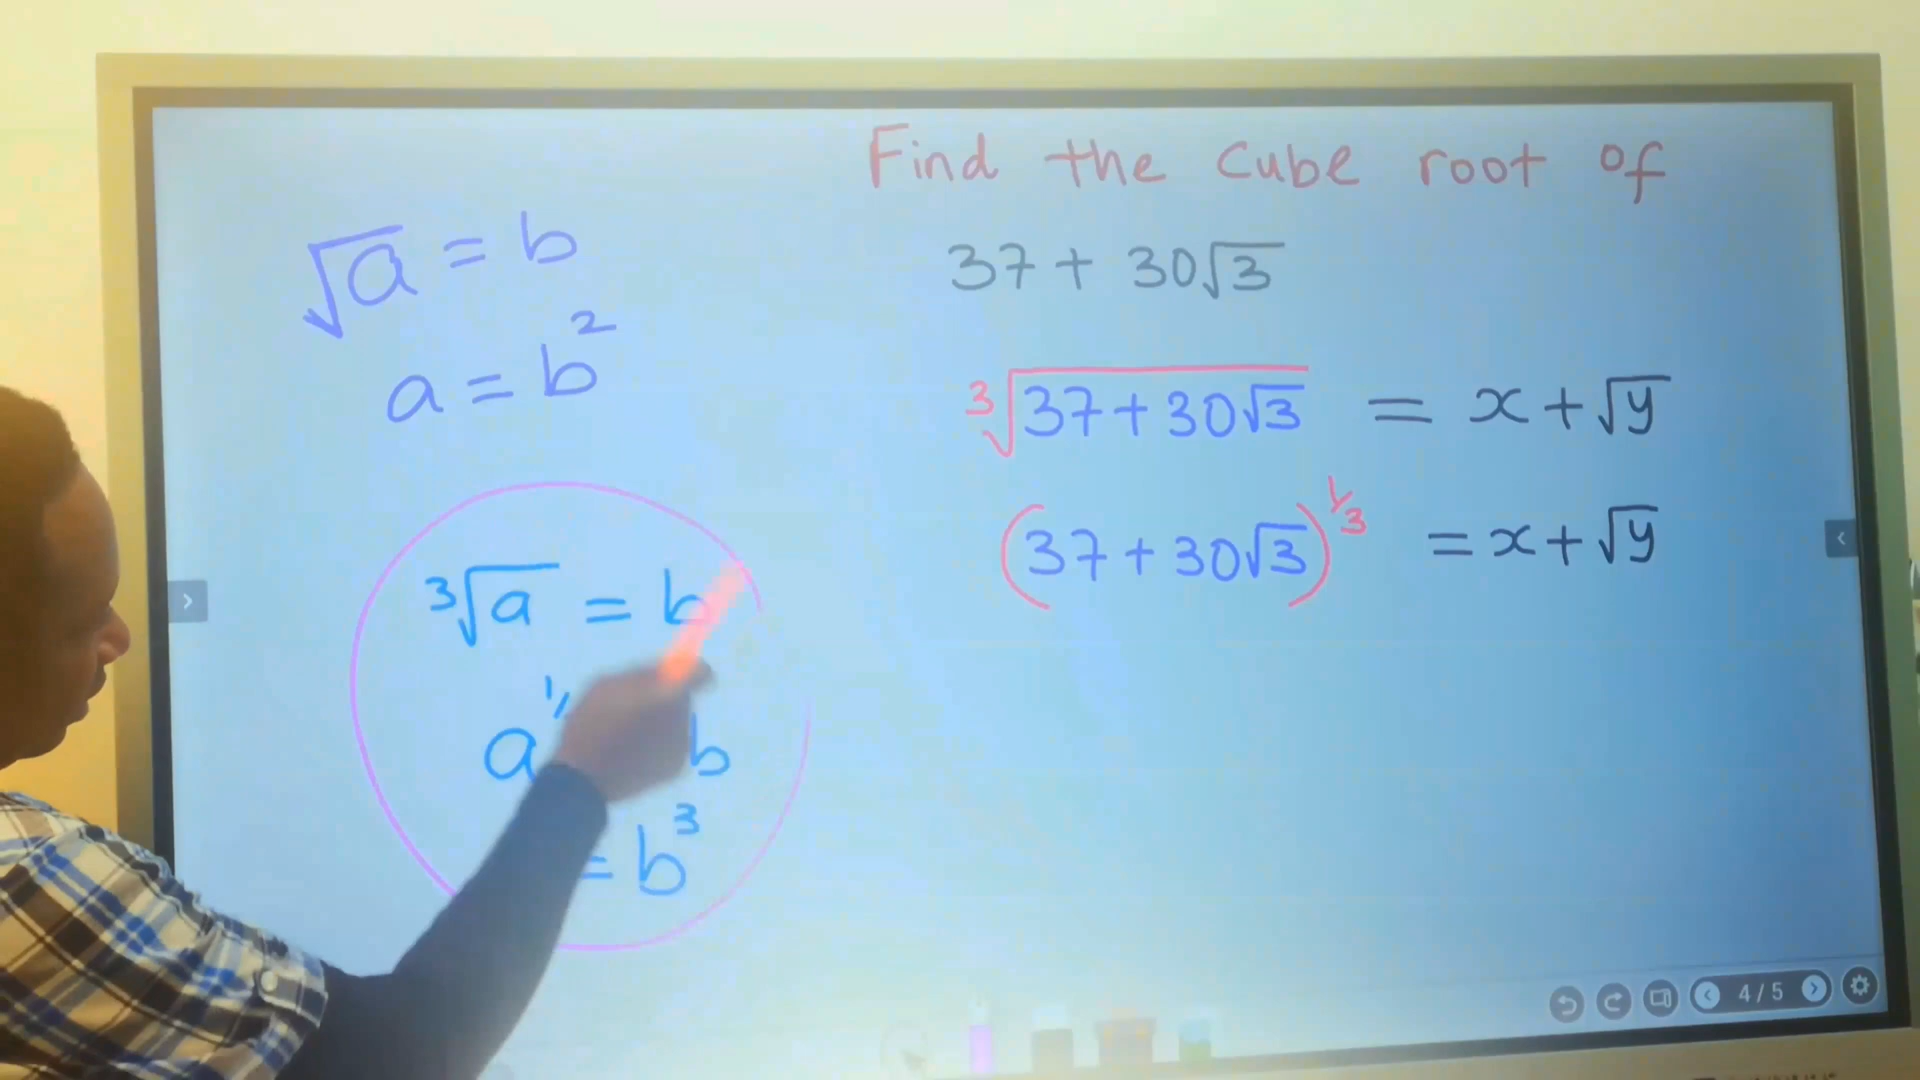 Find the cube root of
37 + 30√3
∛(37 + 30√3) = x + √y
(37 + 30√3)^(1/3) = x + √y
√a = b
a = b²
∛a = b
a b
= b³
4 / 5